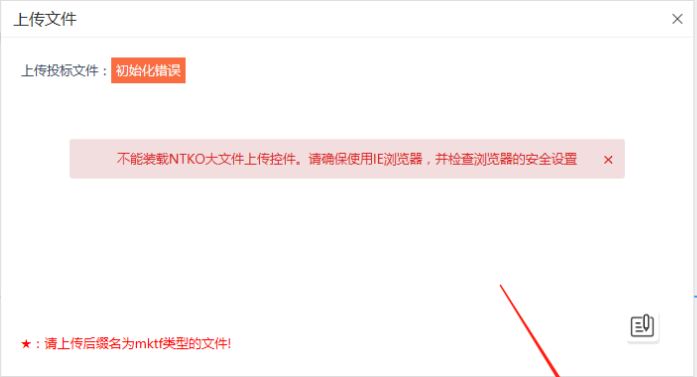 上传文件
上传投标文件：初始化错误
不能装载NTKO大文件上传控件。请确保使用IE浏览器，并检查浏览器的安全设置
★：请上传后缀名为mktf类型的文件!